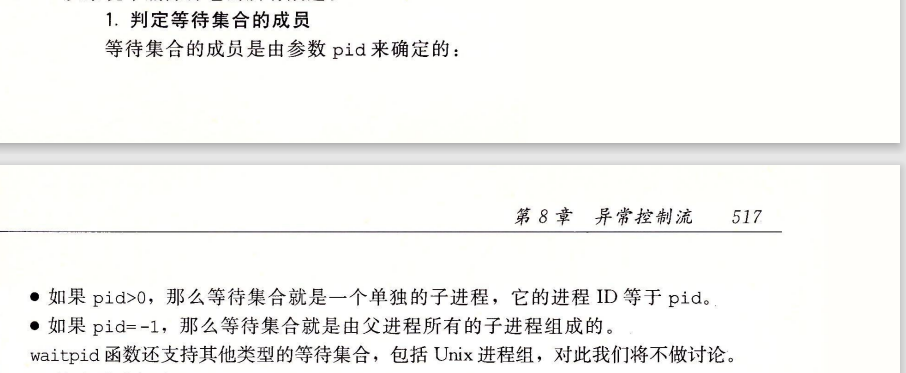 1. 判定等待集合的成员
等待集合的成员是由参数 pid 来确定的：
第 8 章 异常控制流 517
● 如果 pid>0，那么等待集合就是一个单独的子进程，它的进程 ID 等于 pid。
● 如果 pid=-1，那么等待集合就是由父进程所有的子进程组成的。
waitpid 函数还支持其他类型的等待集合，包括 Unix 进程组，对此我们将不做讨论。